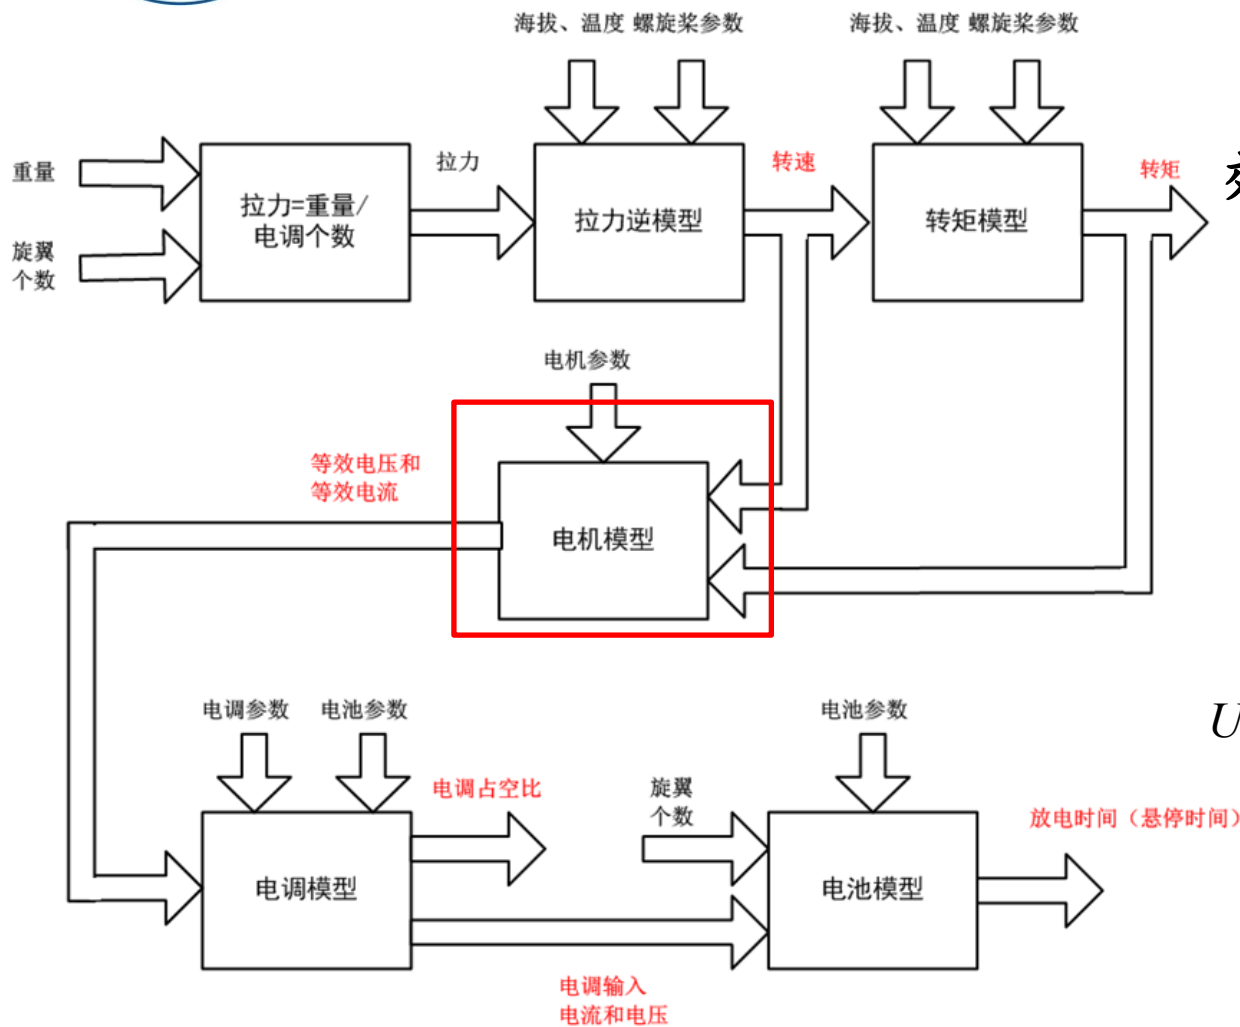 海拔、温度 螺旋桨参数
海拔、温度 螺旋桨参数
重量
旋翼
个数
拉力=重量/
电调个数
拉力
拉力逆模型
转速
转矩模型
转矩
电机参数
等效电压和
等效电流
电机模型
电调参数
电池参数
电调占空比
旋翼
个数
电池参数
U
放电时间（悬停时间）
电调模型
电池模型
电调输入
电流和电压